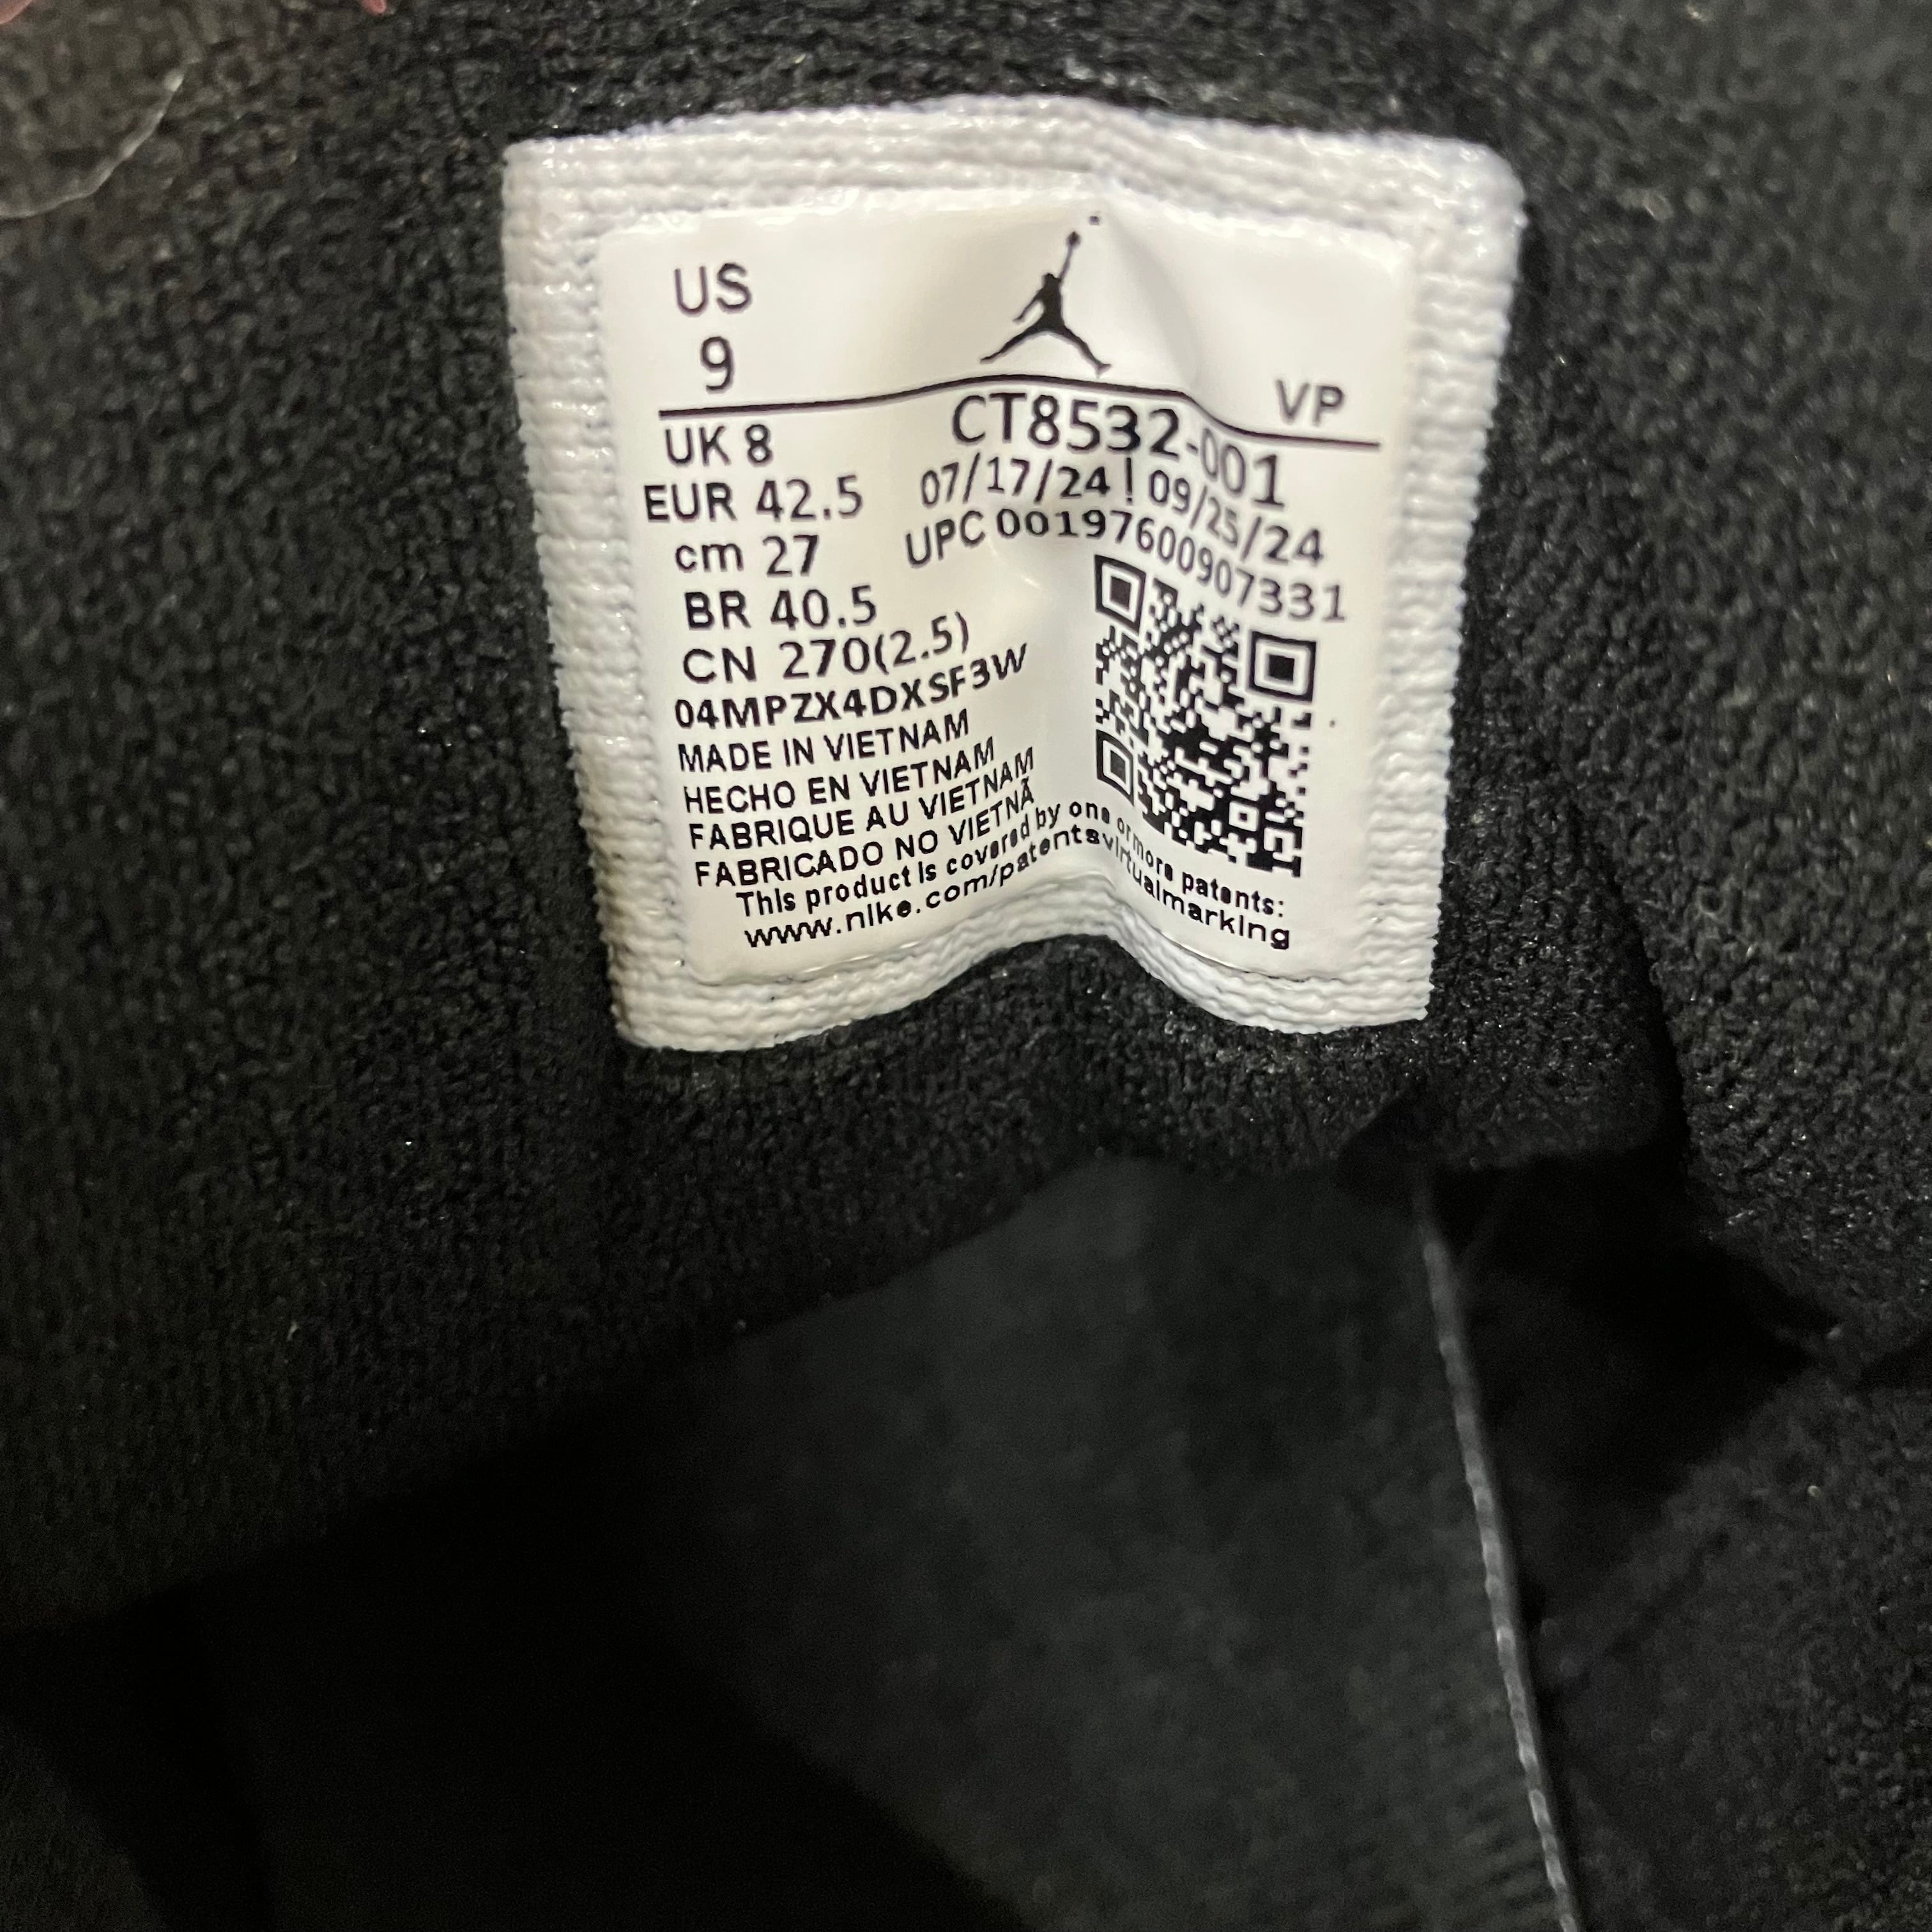 US
9
VP
UK 8
CT8532-001
EUR 42.5
07/17/24 | 09/25/24
cm 27
UPC 00197600907331
BR 40.5
CN 270(2.5)
04MPZX4DXSF3W
MADE IN VIETNAM
HECHO EN VIETNAM
FABRIQUE AU VIETNAM
FABRICADO NO VIETNÃ
This product is covered by one or more patents:
www.nike.com/patentsvirtualmarking